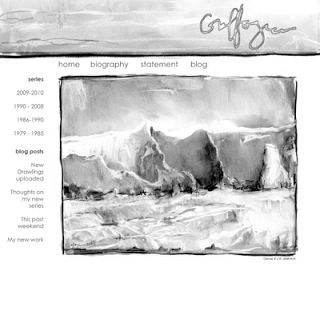 home biography statement blog
series
2009-2010
1990 - 2008
1986-1990
1979 - 1985
blog posts
New
Drawings
uploaded
Thoughts on
my new
series
This past
weekend
My new work